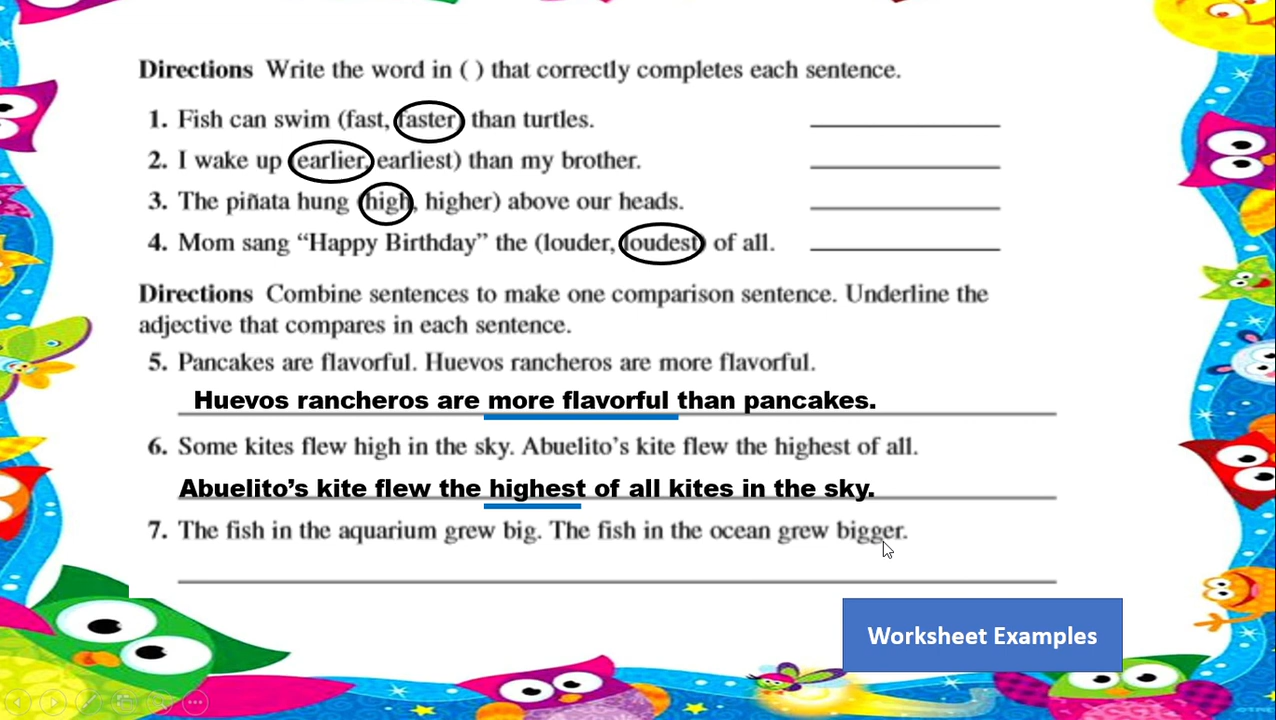 Directions Write the word in ( ) that correctly completes each sentence.
1. Fish can swim (fast, faster) than turtles.
2. I wake up (earlier, earliest) than my brother.
3. The piñata hung (high, higher) above our heads.
4. Mom sang “Happy Birthday” the (louder, loudest) of all.
Directions Combine sentences to make one comparison sentence. Underline the
adjective that compares in each sentence.
5. Pancakes are flavorful. Huevos rancheros are more flavorful.
Huevos rancheros are more flavorful than pancakes.
6. Some kites flew high in the sky. Abuelito’s kite flew the highest of all.
Abuelito’s kite flew the highest of all kites in the sky.
7. The fish in the aquarium grew big. The fish in the ocean grew bigger.
Worksheet Examples